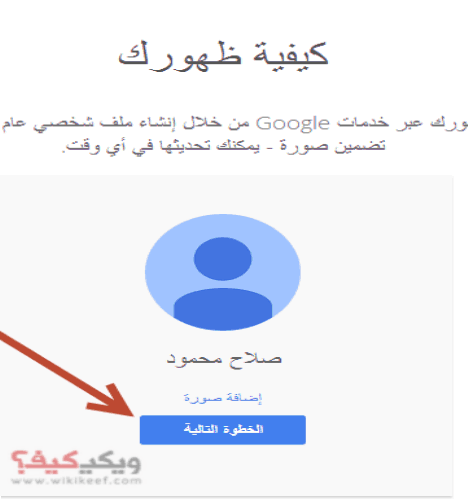 كيفية ظهورك
ورك عبر خدمات Google من خلال إنشاء ملف شخصي عام
تضمين صورة - يمكنك تحديثها في أي وقت.
صلاح محمود
إضافة صورة
الخطوة التالية
ويكيكيف؟
www.wikikeef.com